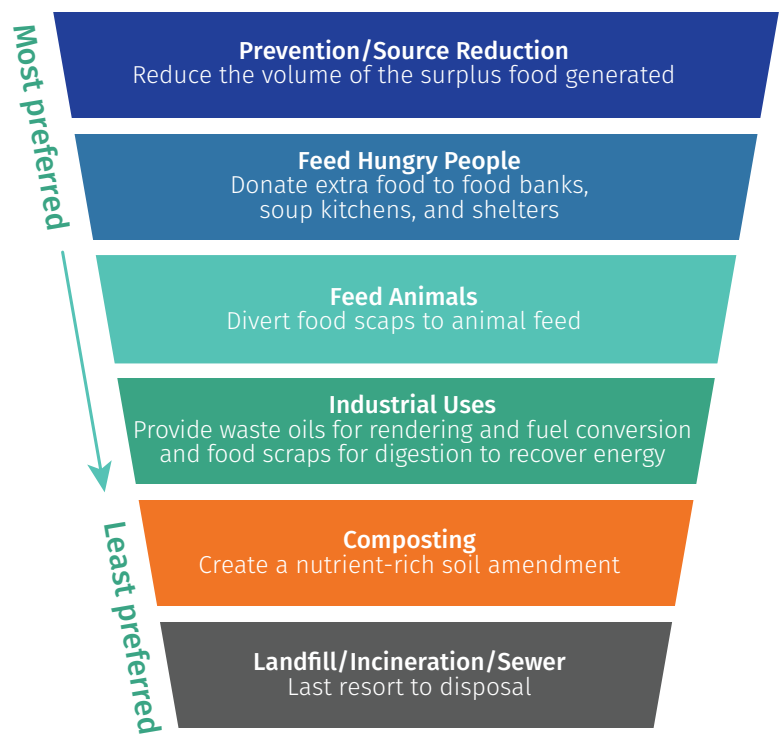 Most preferred
Prevention/Source Reduction
Reduce the volume of the surplus food generated
Feed Hungry People
Donate extra food to food banks,
soup kitchens, and shelters
Feed Animals
Divert food scaps to animal feed
Industrial Uses
Provide waste oils for rendering and fuel conversion
and food scraps for digestion to recover energy
Least preferred
Composting
Create a nutrient-rich soil amendment
Landfill/Incineration/Sewer
Last resort to disposal